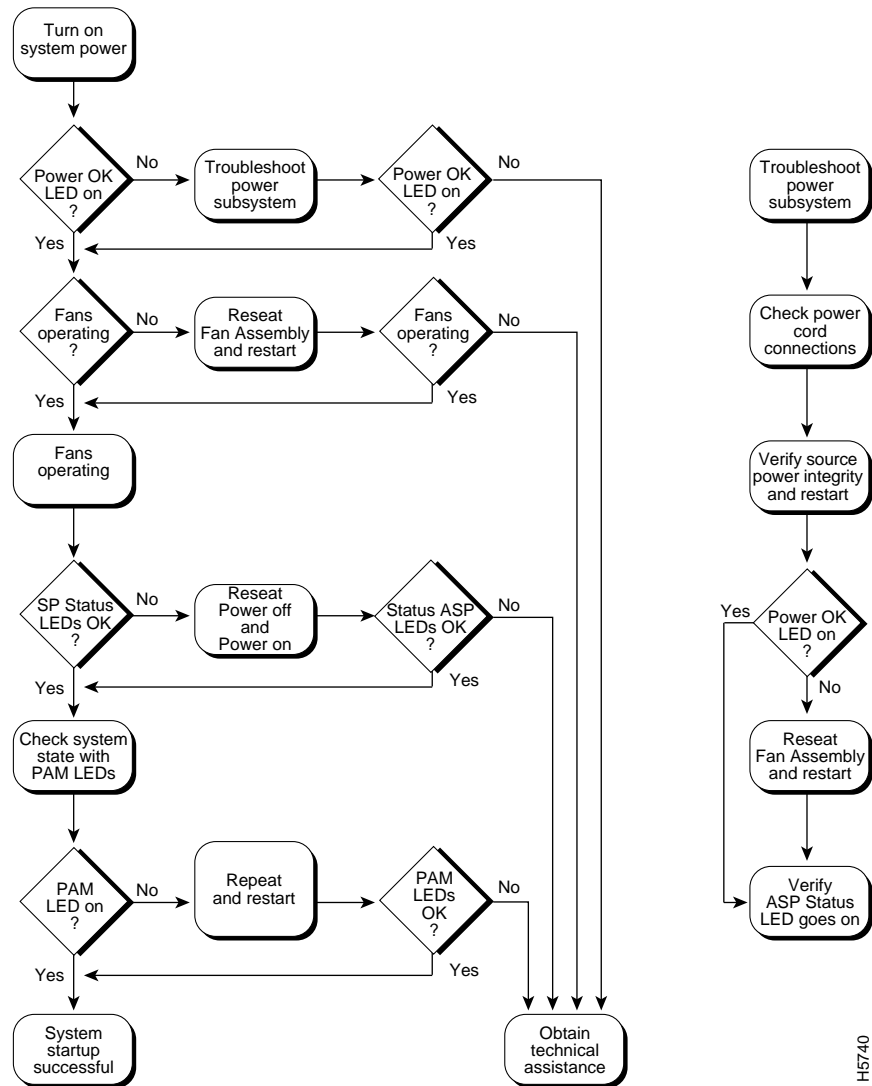 Turn on
system power
Power OK
LED on
?
No
Yes
Troubleshoot
power
subsystem
Power OK
LED on
?
No
Yes
Fans
operating
?
No
Yes
Reseat
Fan Assembly
and restart
Fans
operating
?
No
Yes
Fans
operating
SP Status
LEDs OK
?
No
Yes
Reseat
Power off
and
Power on
Status ASP
LEDs OK
?
No
Yes
Check system
state with
PAM LEDs
PAM
LED on
?
No
Yes
Repeat
and restart
PAM
LEDs
OK
?
No
Yes
System
startup
successful
Obtain
technical
assistance
Troubleshoot
power
subsystem
Check power
cord
connections
Verify source
power integrity
and restart
Power OK
LED on
?
Yes
No
Reseat
Fan Assembly
and restart
Verify
ASP Status
LED goes on
H5740